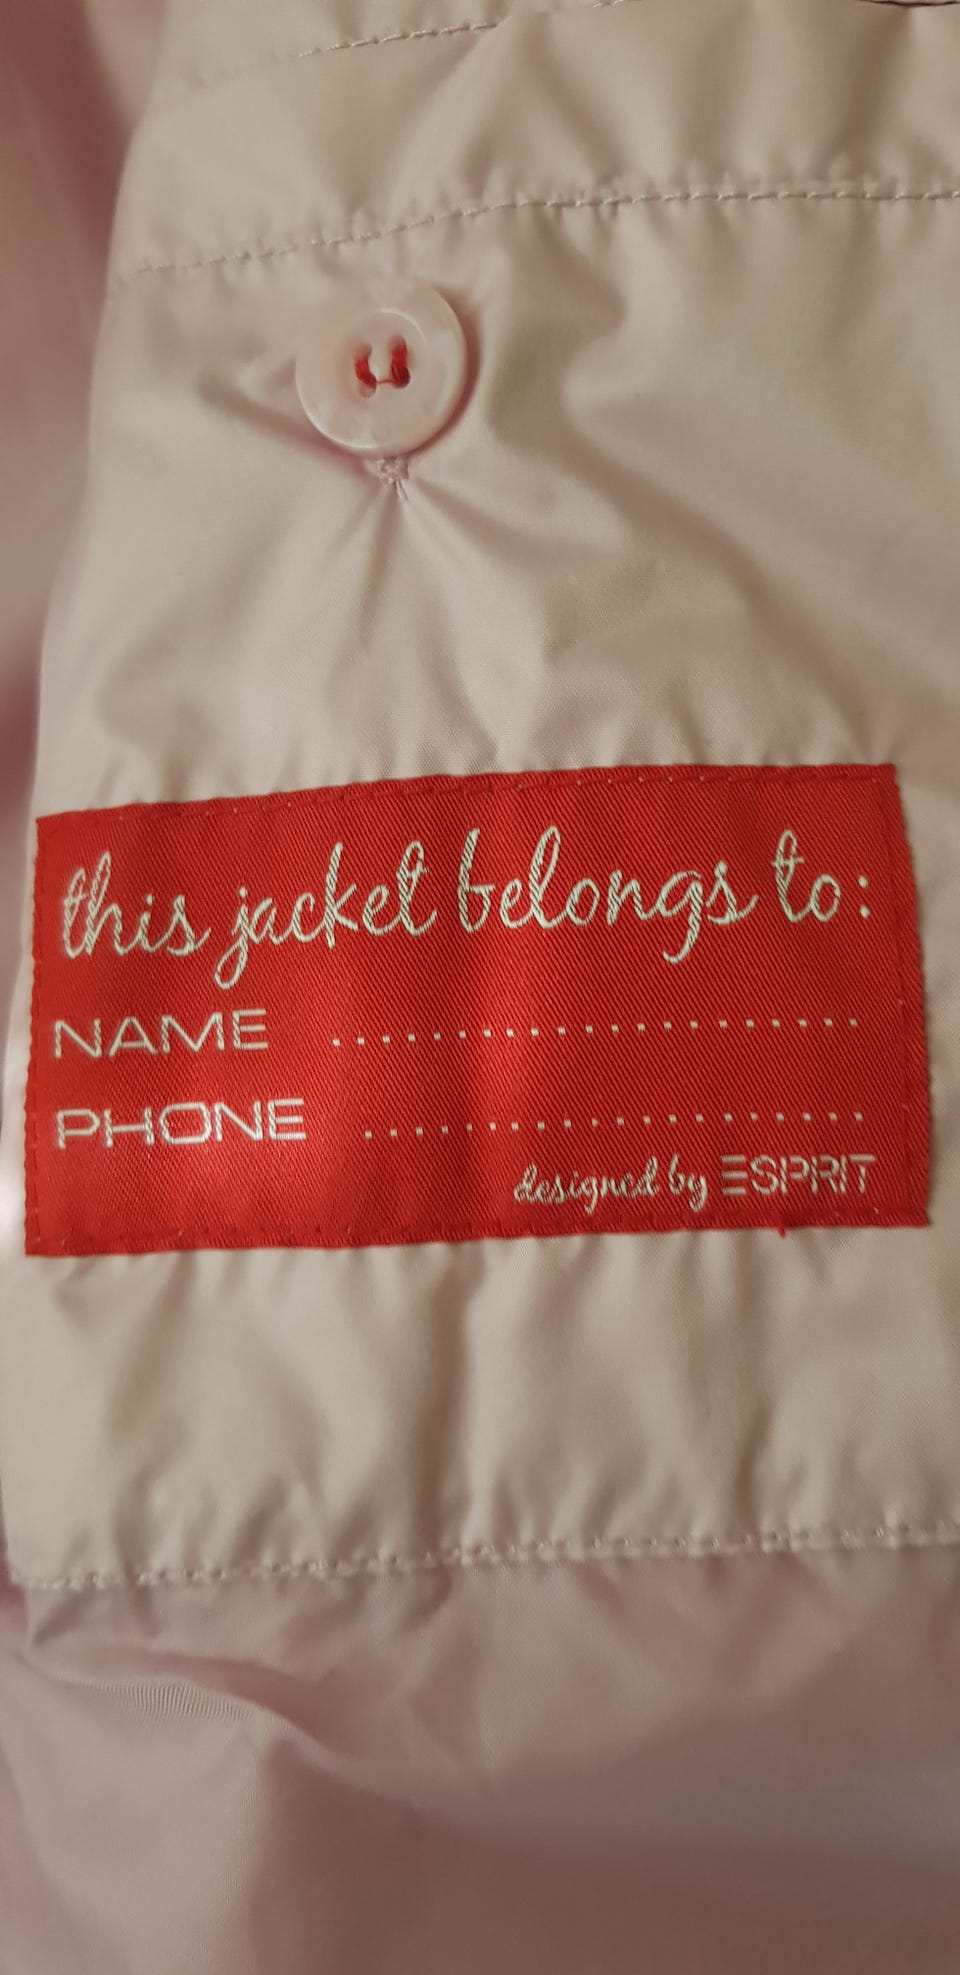 this jacket belongs to:
NAME ......................
PHONE .....................
designed by ESPRIT